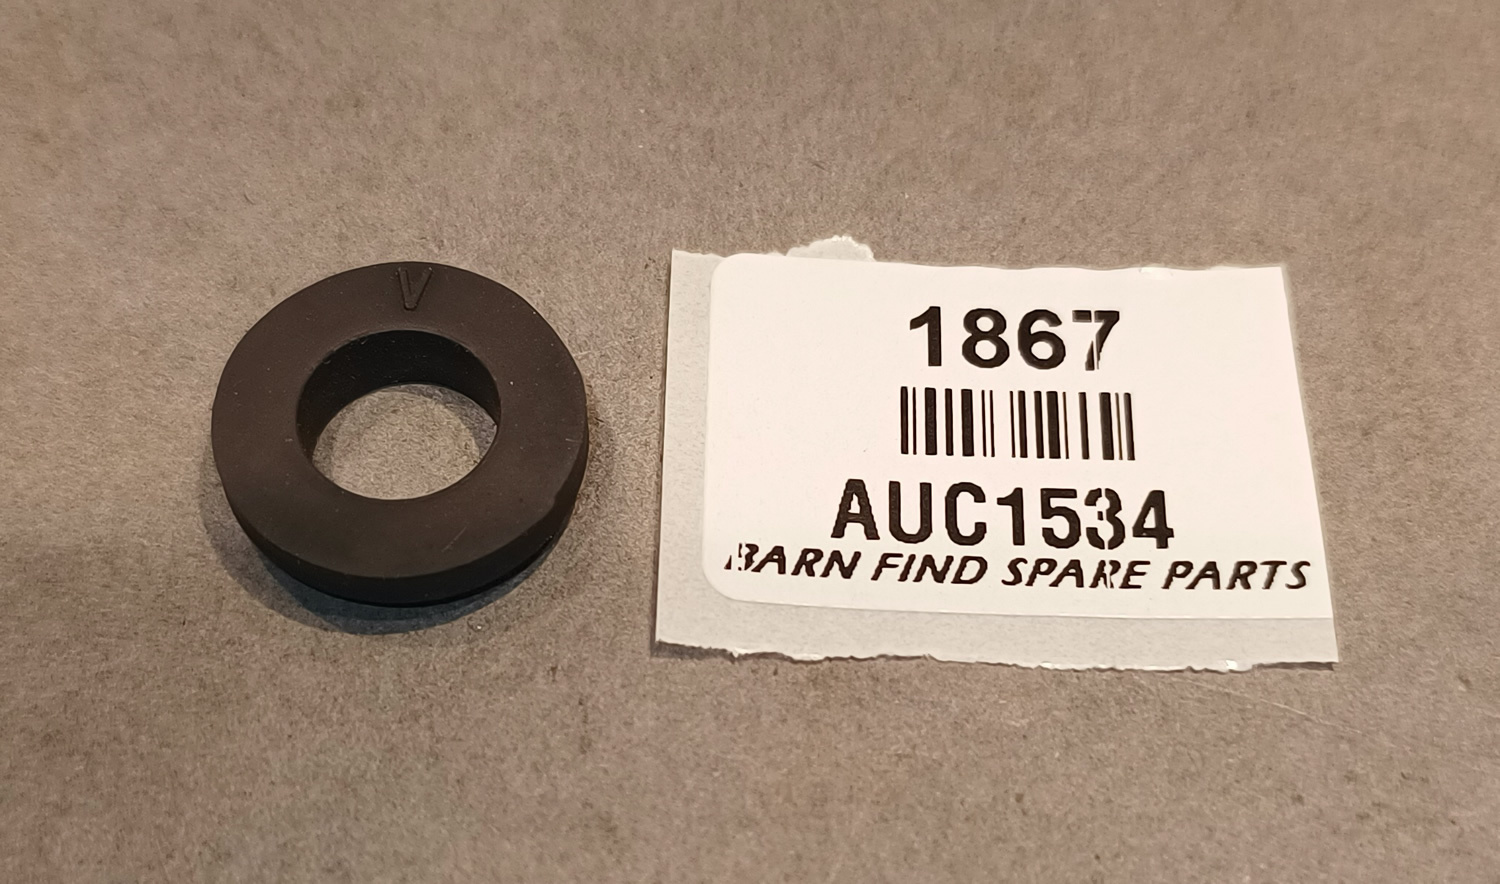 V
1867
AUC1534
BARN FIND SPARE PARTS